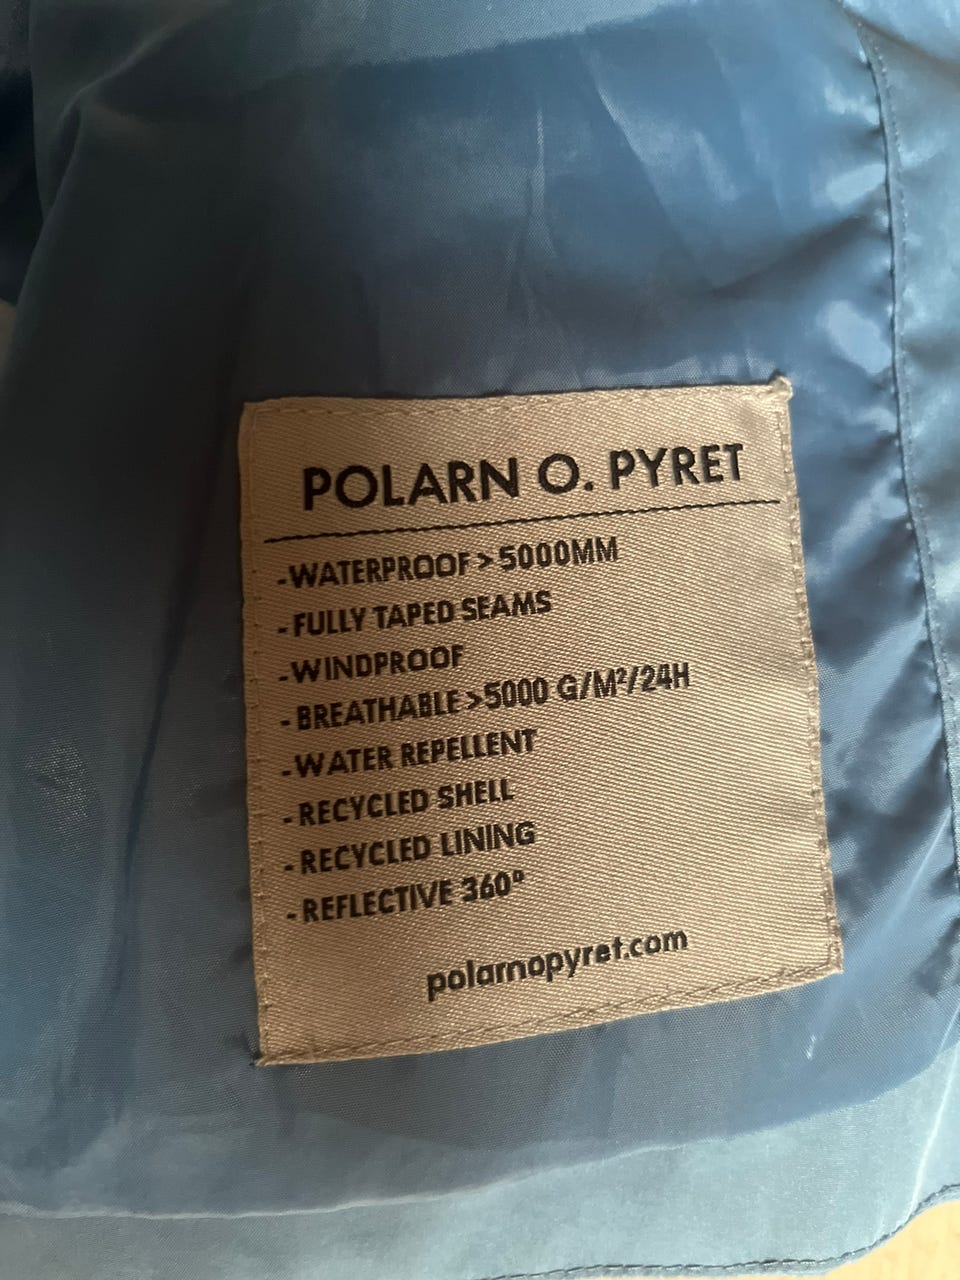 POLARN O. PYRET
-WATERPROOF > 5000MM
-FULLY TAPED SEAMS
-WINDPROOF
-BREATHABLE >5000 G/M²/24H
-WATER REPELLENT
-RECYCLED SHELL
-RECYCLED LINING
-REFLECTIVE 360°
polarnopyret.com